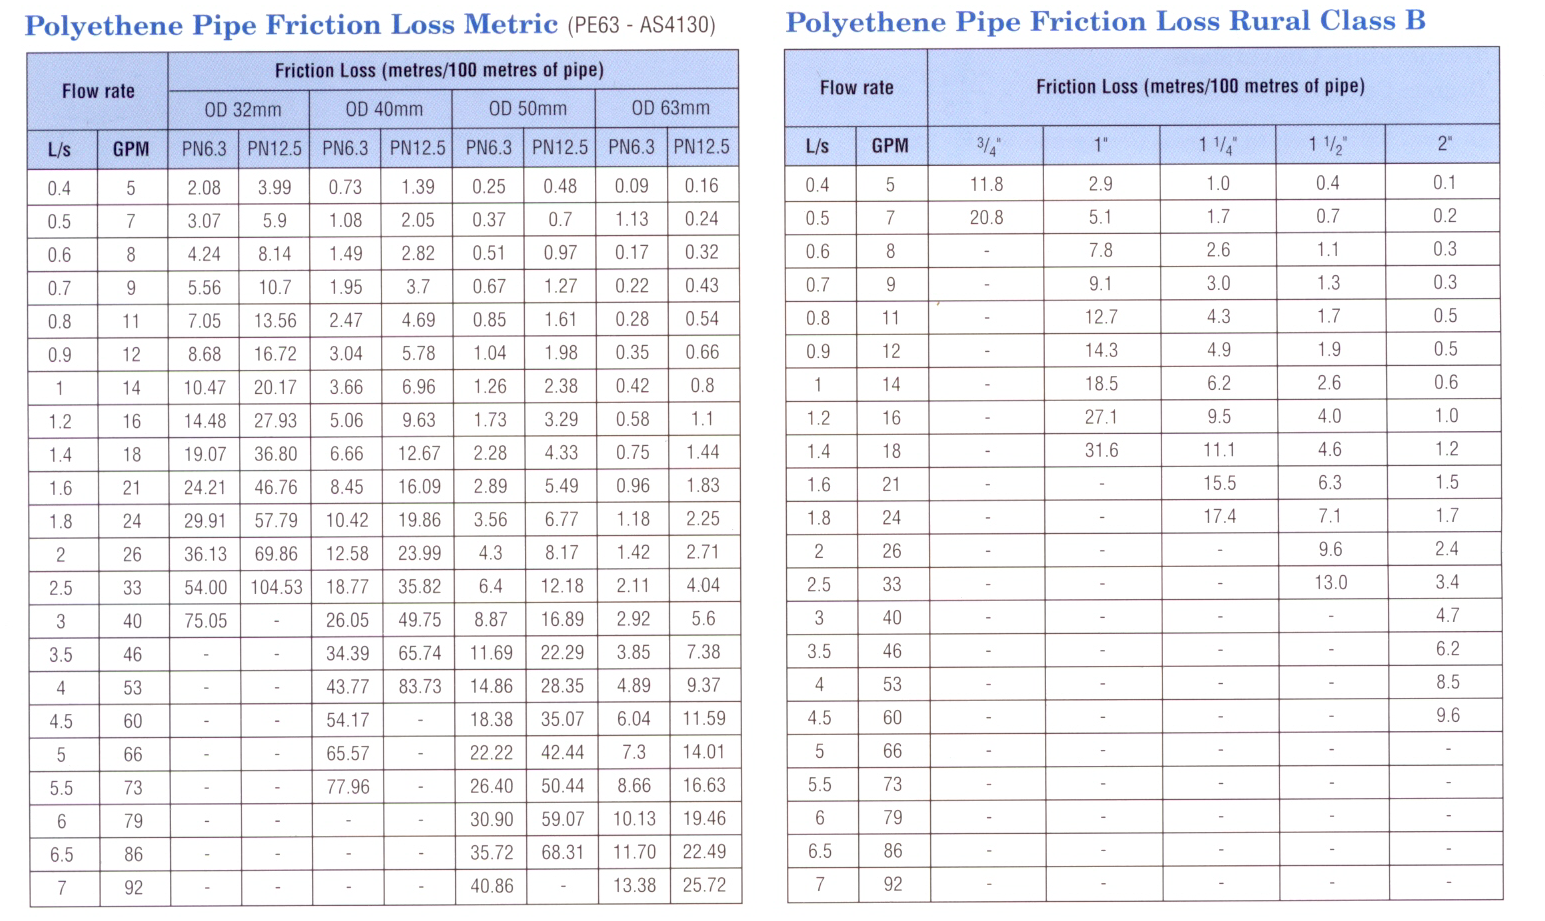 Polyethene Pipe Friction Loss Metric (PE63 - AS4130)
Flow rate Friction Loss (metres/100 metres of pipe)
OD 32mm OD 40mm OD 50mm OD 63mm
L/s GPM PN6.3 PN12.5 PN6.3 PN12.5 PN6.3 PN12.5 PN6.3 PN12.5
0.4 5 2.08 3.99 0.73 1.39 0.25 0.48 0.09 0.16
0.5 7 3.07 5.9 1.08 2.05 0.37 0.7 1.13 0.24
0.6 8 4.24 8.14 1.49 2.82 0.51 0.97 0.17 0.32
0.7 9 5.56 10.7 1.95 3.7 0.67 1.27 0.22 0.43
0.8 11 7.05 13.56 2.47 4.69 0.85 1.61 0.28 0.54
0.9 12 8.68 16.72 3.04 5.78 1.04 1.98 0.35 0.66
1 14 10.47 20.17 3.66 6.96 1.26 2.38 0.42 0.8
1.2 16 14.48 27.93 5.06 9.63 1.73 3.29 0.58 1.1
1.4 18 19.07 36.80 6.66 12.67 2.28 4.33 0.75 1.44
1.6 21 24.21 46.76 8.45 16.09 2.89 5.49 0.96 1.83
1.8 24 29.91 57.79 10.42 19.86 3.56 6.77 1.18 2.25
2 26 36.13 69.86 12.58 23.99 4.3 8.17 1.42 2.71
2.5 33 54.00 104.53 18.77 35.82 6.4 12.18 2.11 4.04
3 40 75.05 - 26.05 49.75 8.87 16.89 2.92 5.6
3.5 46 - - 34.39 65.74 11.69 22.29 3.85 7.38
4 53 - - 43.77 83.73 14.86 28.35 4.89 9.37
4.5 60 - - 54.17 - 18.38 35.07 6.04 11.59
5 66 - - 65.57 - 22.22 42.44 7.3 14.01
5.5 73 - - 77.96 - 26.40 50.44 8.66 16.63
6 79 - - - - 30.90 59.07 10.13 19.46
6.5 86 - - - - 35.72 68.31 11.70 22.49
7 92 - - - - 40.86 - 13.38 25.72
Polyethene Pipe Friction Loss Rural Class B
Flow rate Friction Loss (metres/100 metres of pipe)
L/s GPM 3/4" 1" 1 1/4" 1 1/2" 2"
0.4 5 11.8 2.9 1.0 0.4 0.1
0.5 7 20.8 5.1 1.7 0.7 0.2
0.6 8 - 7.8 2.6 1.1 0.3
0.7 9 - 9.1 3.0 1.3 0.3
0.8 11 - 12.7 4.3 1.7 0.5
0.9 12 - 14.3 4.9 1.9 0.5
1 14 - 18.5 6.2 2.6 0.6
1.2 16 - 27.1 9.5 4.0 1.0
1.4 18 - 31.6 11.1 4.6 1.2
1.6 21 - - 15.5 6.3 1.5
1.8 24 - - 17.4 7.1 1.7
2 26 - - - 9.6 2.4
2.5 33 - - - 13.0 3.4
3 40 - - - - 4.7
3.5 46 - - - - 6.2
4 53 - - - - 8.5
4.5 60 - - - - 9.6
5 66 - - - - -
5.5 73 - - - - -
6 79 - - - - -
6.5 86 - - - - -
7 92 - - - - -